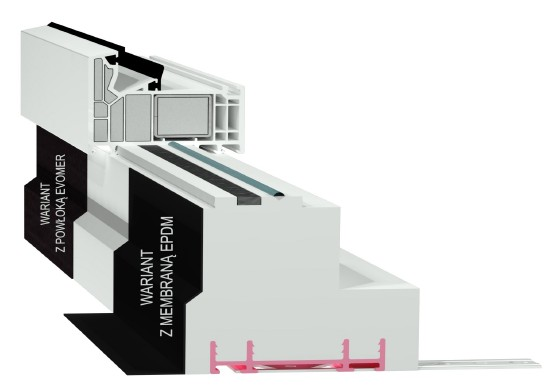 WARIANT
Z POWŁOKĄ EVOMER
WARIANT
Z MEMBRANĄ EPDM